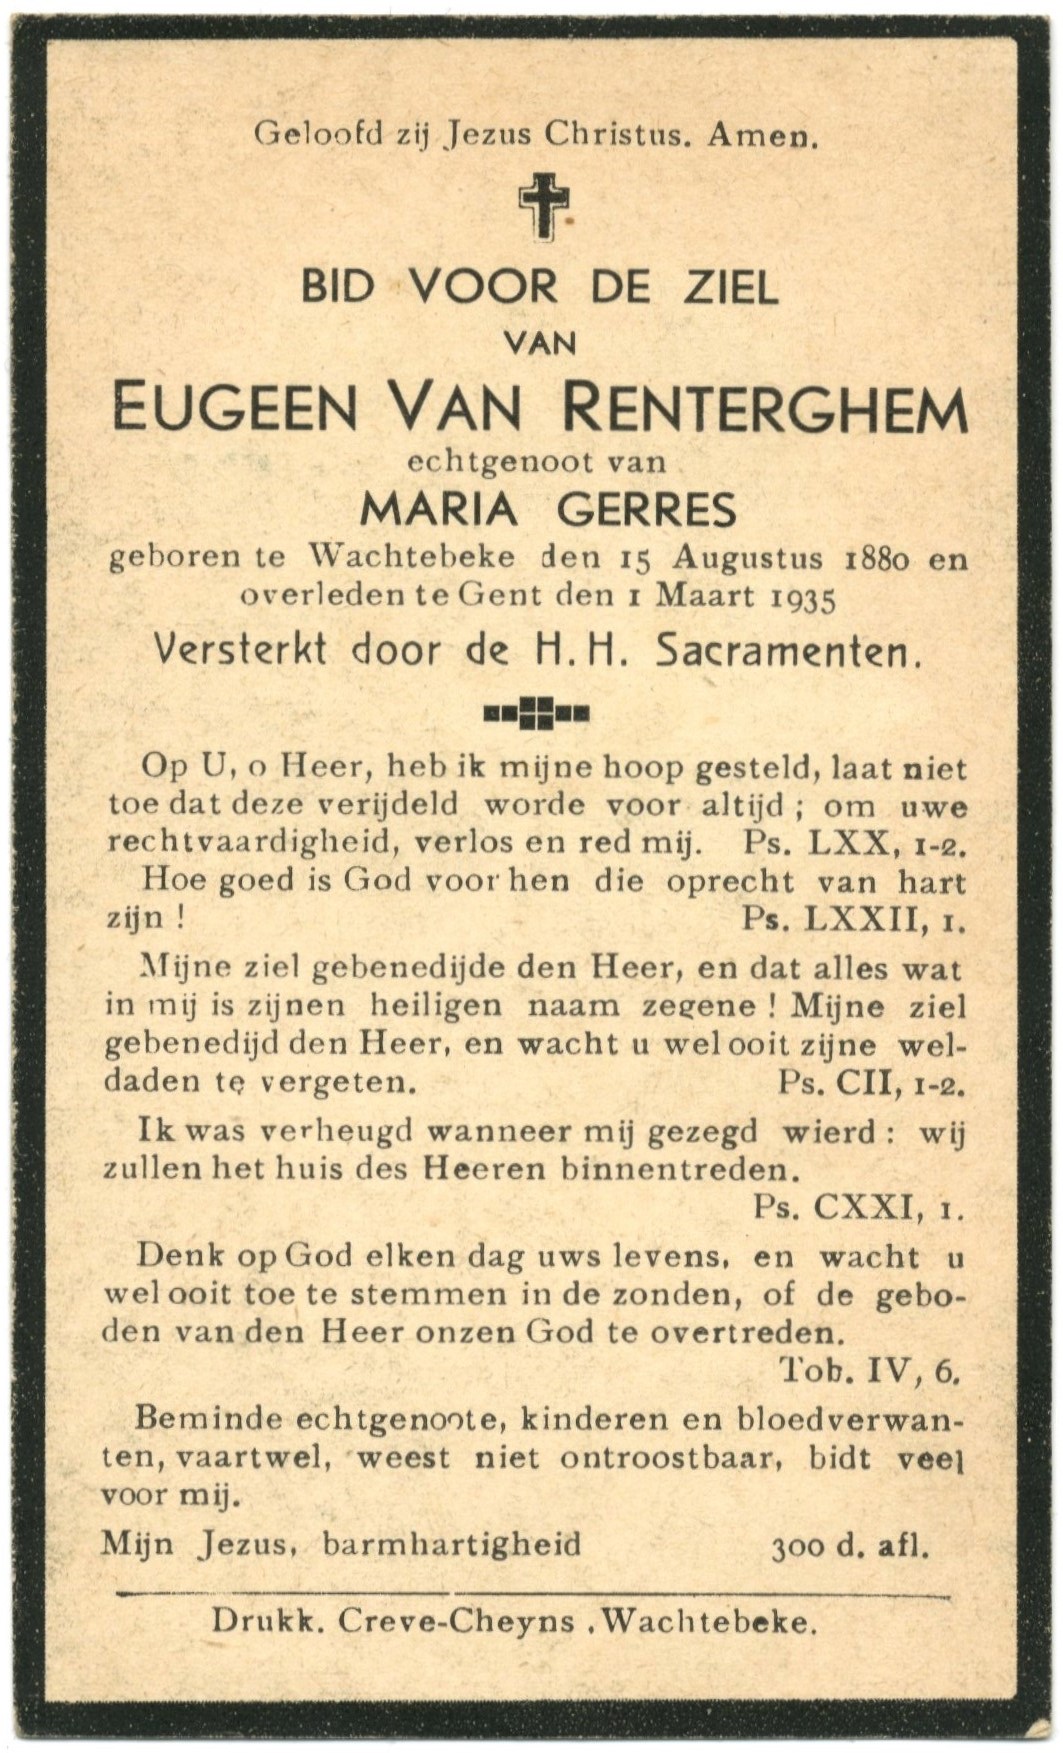 Geloofd zij Jezus Christus. Amen.
BID VOOR DE ZIEL
VAN
EUGEEN VAN RENTERGHEM
echtgenoot van
MARIA GERRES
geboren te Wachtebeke den 15 Augustus 1880 en
overleden te Gent den 1 Maart 1935
Versterkt door de H. H. Sacramenten.
Op U, o Heer, heb ik mijne hoop gesteld, laat niet
toe dat deze verijdeld worde voor altijd ; om uwe
rechtvaardigheid, verlos en red mij. Ps. LXX, 1-2.
Hoe goed is God voor hen die oprecht van hart
zijn ! Ps. LXXII, 1.
Mijne ziel gebenedijde den Heer, en dat alles wat
in mij is zijnen heiligen naam zegene ! Mijne ziel
gebenedijd den Heer, en wacht u wel ooit zijne wel-
daden te vergeten. Ps. CII, 1-2.
Ik was verheugd wanneer mij gezegd wierd : wij
zullen het huis des Heeren binnentreden.
Ps. CXXI, 1.
Denk op God elken dag uws levens, en wacht u
wel ooit toe te stemmen in de zonden, of de gebo-
den van den Heer onzen God te overtreden.
Tob. IV, 6.
Beminde echtgenoote, kinderen en bloedverwan-
ten, vaartwel, weest niet ontroostbaar, bidt veel
voor mij.
Mijn Jezus, barmhartigheid 300 d. afl.
Drukk. Creve-Cheyns , Wachtebeke.